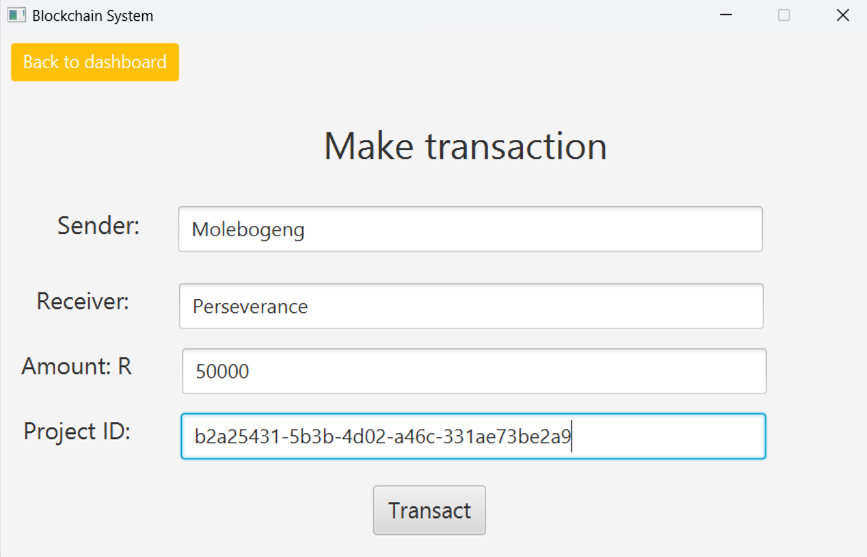 Blockchain System
Back to dashboard
Make transaction
Sender: Molebogeng
Receiver: Perseverance
Amount: R 50000
Project ID: b2a25431-5b3b-4d02-a46c-331ae73be2a9
Transact